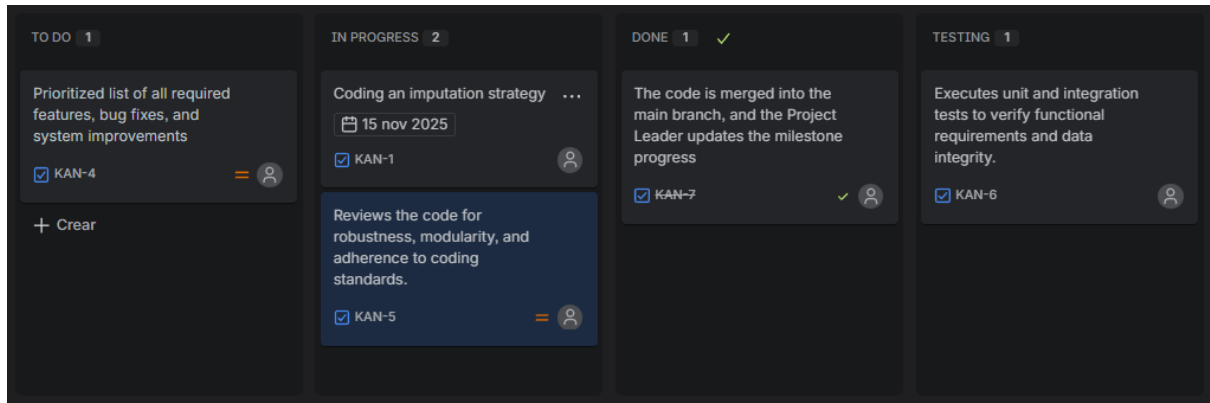 TO DO 1
Prioritized list of all required
features, bug fixes, and
system improvements
KAN-4
Crear
IN PROGRESS 2
Coding an imputation strategy
15 nov 2025
KAN-1
Reviews the code for
robustness, modularity, and
adherence to coding
standards.
KAN-5
DONE 1
The code is merged into the
main branch, and the Project
Leader updates the milestone
progress
KAN-7
TESTING 1
Executes unit and integration
tests to verify functional
requirements and data
integrity.
KAN-6